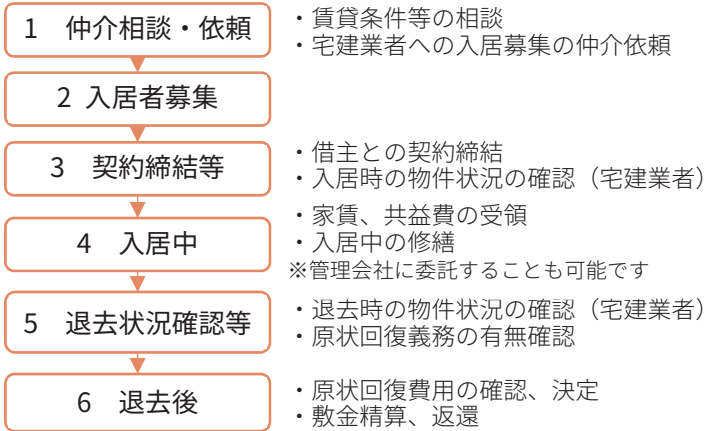 1　仲介相談・依頼
・賃貸条件等の相談
・宅建業者への入居募集の仲介依頼
2 入居者募集
3　契約締結等
・借主との契約締結
・入居時の物件状況の確認（宅建業者）
4　入居中
・家賃、共益費の受領
・入居中の修繕
※管理会社に委託することも可能です
5　退去状況確認等
・退去時の物件状況の確認（宅建業者）
・原状回復義務の有無確認
6　退去後
・原状回復費用の確認、決定
・敷金精算、返還